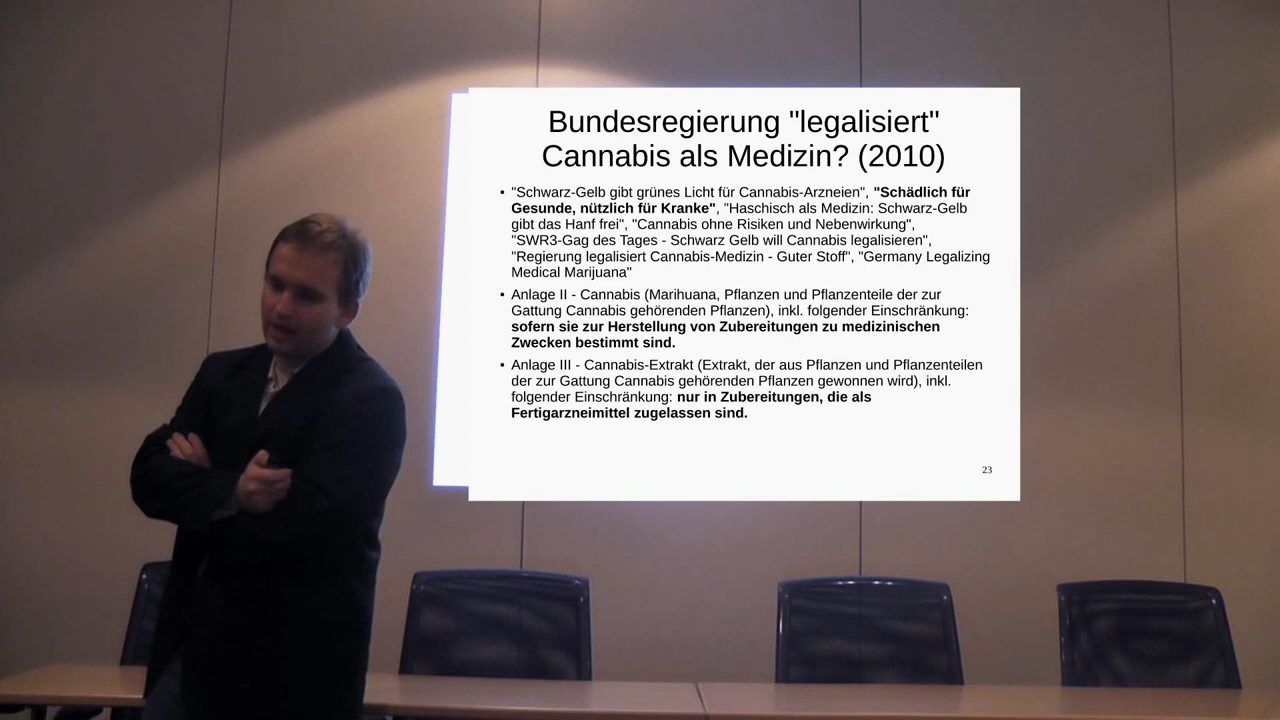 Bundesregierung "legalisiert"
Cannabis als Medizin? (2010)
• "Schwarz-Gelb gibt grünes Licht für Cannabis-Arzneien", "Schädlich für
Gesunde, nützlich für Kranke", "Haschisch als Medizin: Schwarz-Gelb
gibt das Hanf frei", "Cannabis ohne Risiken und Nebenwirkung",
"SWR3-Gag des Tages - Schwarz Gelb will Cannabis legalisieren",
"Regierung legalisiert Cannabis-Medizin - Guter Stoff", "Germany Legalizing
Medical Marijuana"
• Anlage II - Cannabis (Marihuana, Pflanzen und Pflanzenteile der zur
Gattung Cannabis gehörenden Pflanzen), inkl. folgender Einschränkung:
sofern sie zur Herstellung von Zubereitungen zu medizinischen
Zwecken bestimmt sind.
• Anlage III - Cannabis-Extrakt (Extrakt, der aus Pflanzen und Pflanzenteilen
der zur Gattung Cannabis gehörenden Pflanzen gewonnen wird), inkl.
folgender Einschränkung: nur in Zubereitungen, die als
Fertigarzneimittel zugelassen sind.
23